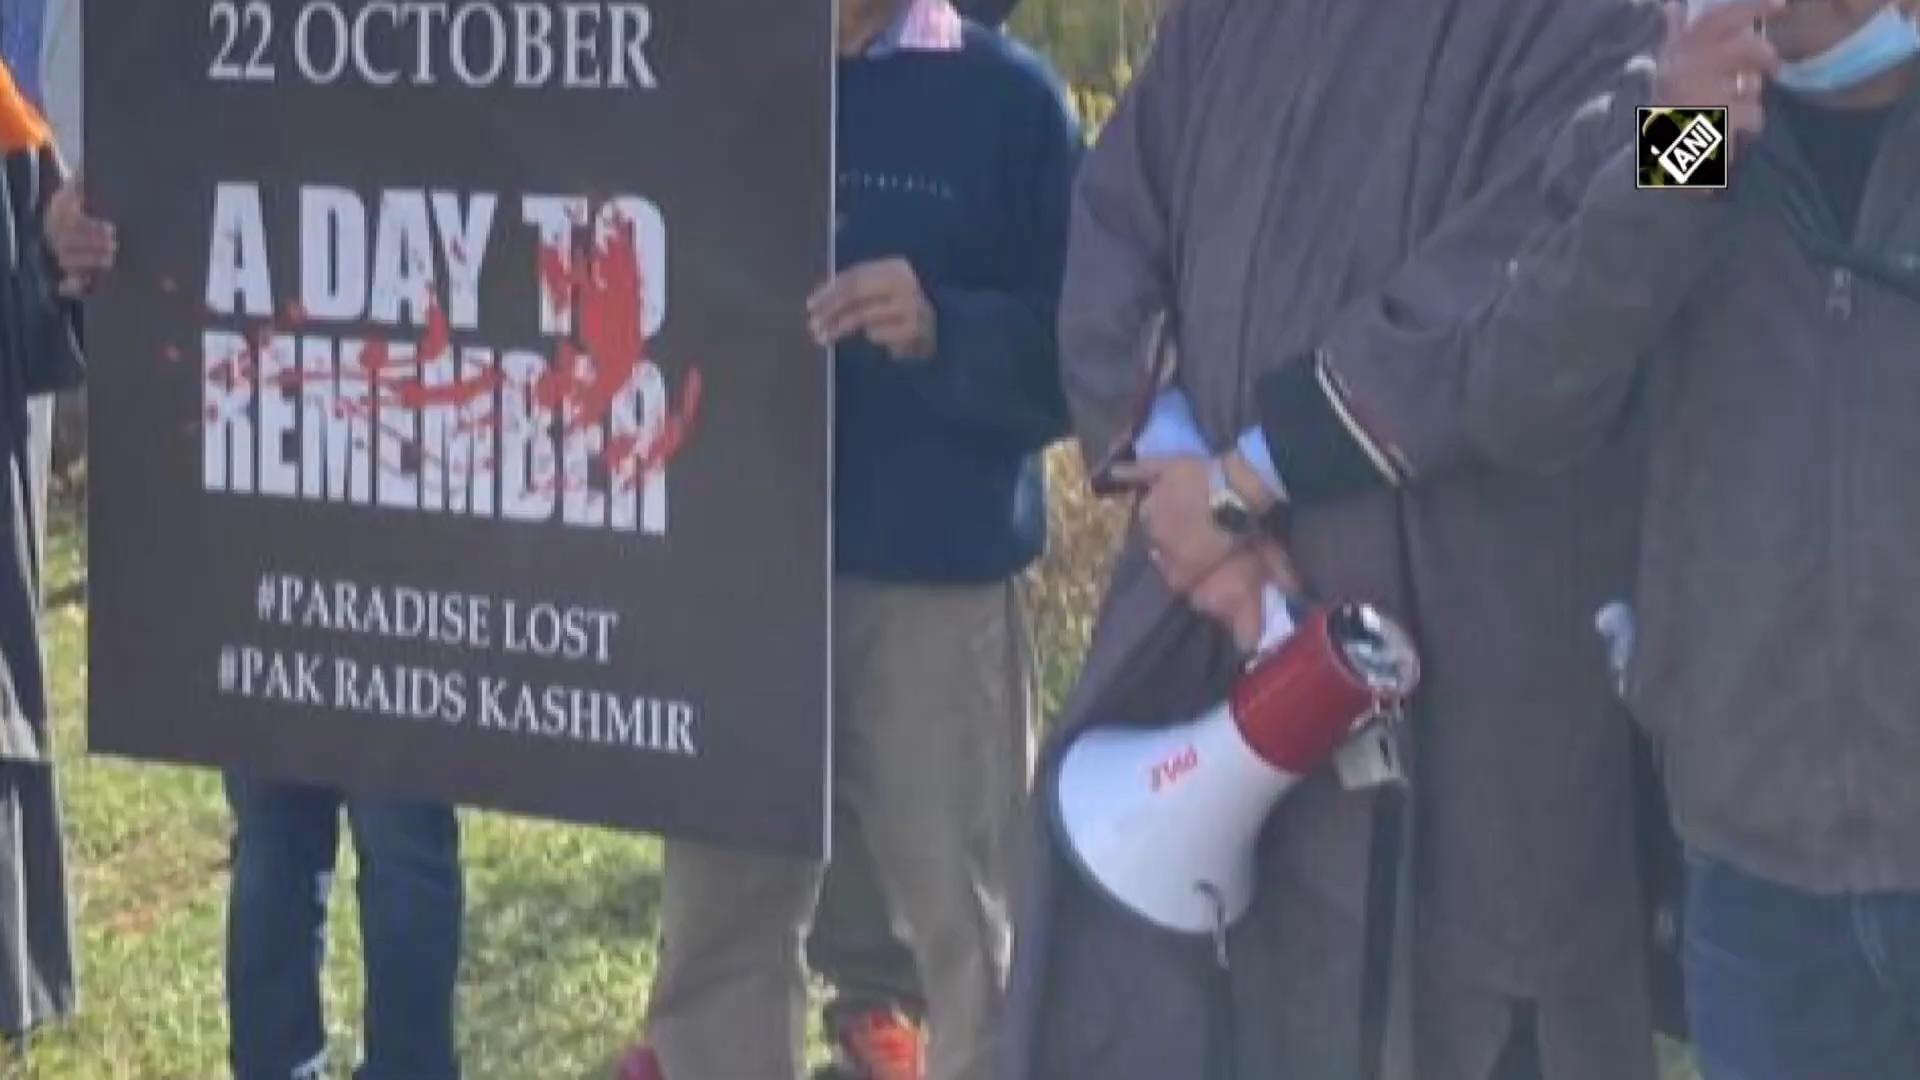 22 OCTOBER
ANI
A DAY TO
REMEMBER
#PARADISE LOST
#PAK RAIDS KASHMIR